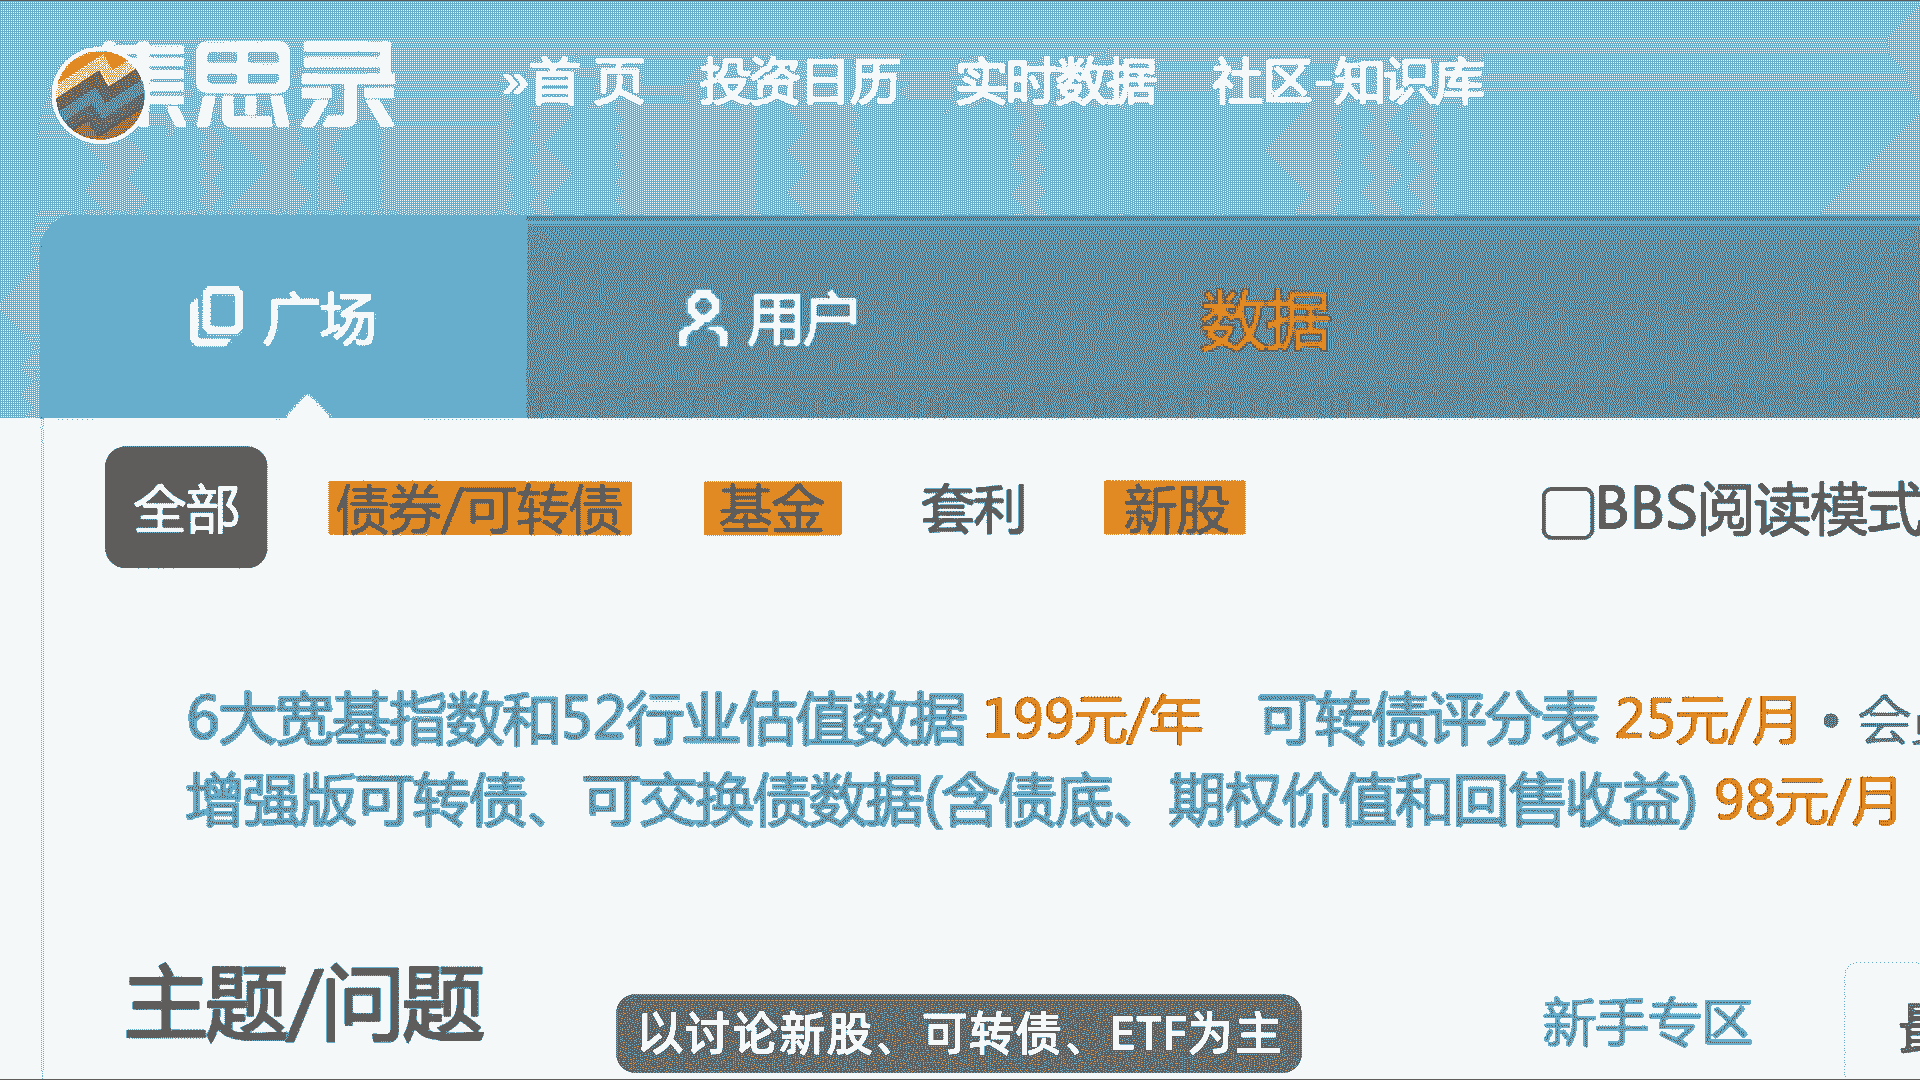 集思录 »首 页 投资日历 实时数据 社区-知识库
广场 用户 数据
全部 债券/可转债 基金 套利 新股 BBS阅读模式
6大宽基指数和52行业估值数据 199元/年 可转债评分表 25元/月 • 会
增强版可转债、可交换债数据(含债底、期权价值和回售收益) 98元/月
主题/问题 新手专区
以讨论新股、可转债、ETF为主